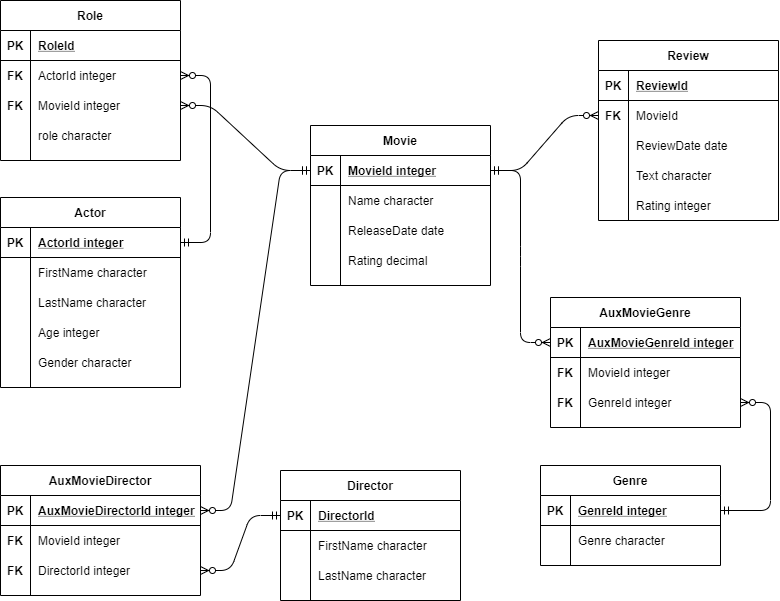 Role
PK RoleId
FK ActorId integer
FK MovieId integer
role character
Actor
PK ActorId integer
FirstName character
LastName character
Age integer
Gender character
Movie
PK MovieId integer
Name character
ReleaseDate date
Rating decimal
Review
PK ReviewId
FK MovieId
ReviewDate date
Text character
Rating integer
AuxMovieGenre
PK AuxMovieGenreId integer
FK MovieId integer
FK GenreId integer
AuxMovieDirector
PK AuxMovieDirectorId integer
FK MovieId integer
FK DirectorId integer
Director
PK DirectorId
FirstName character
LastName character
Genre
PK GenreId integer
Genre character